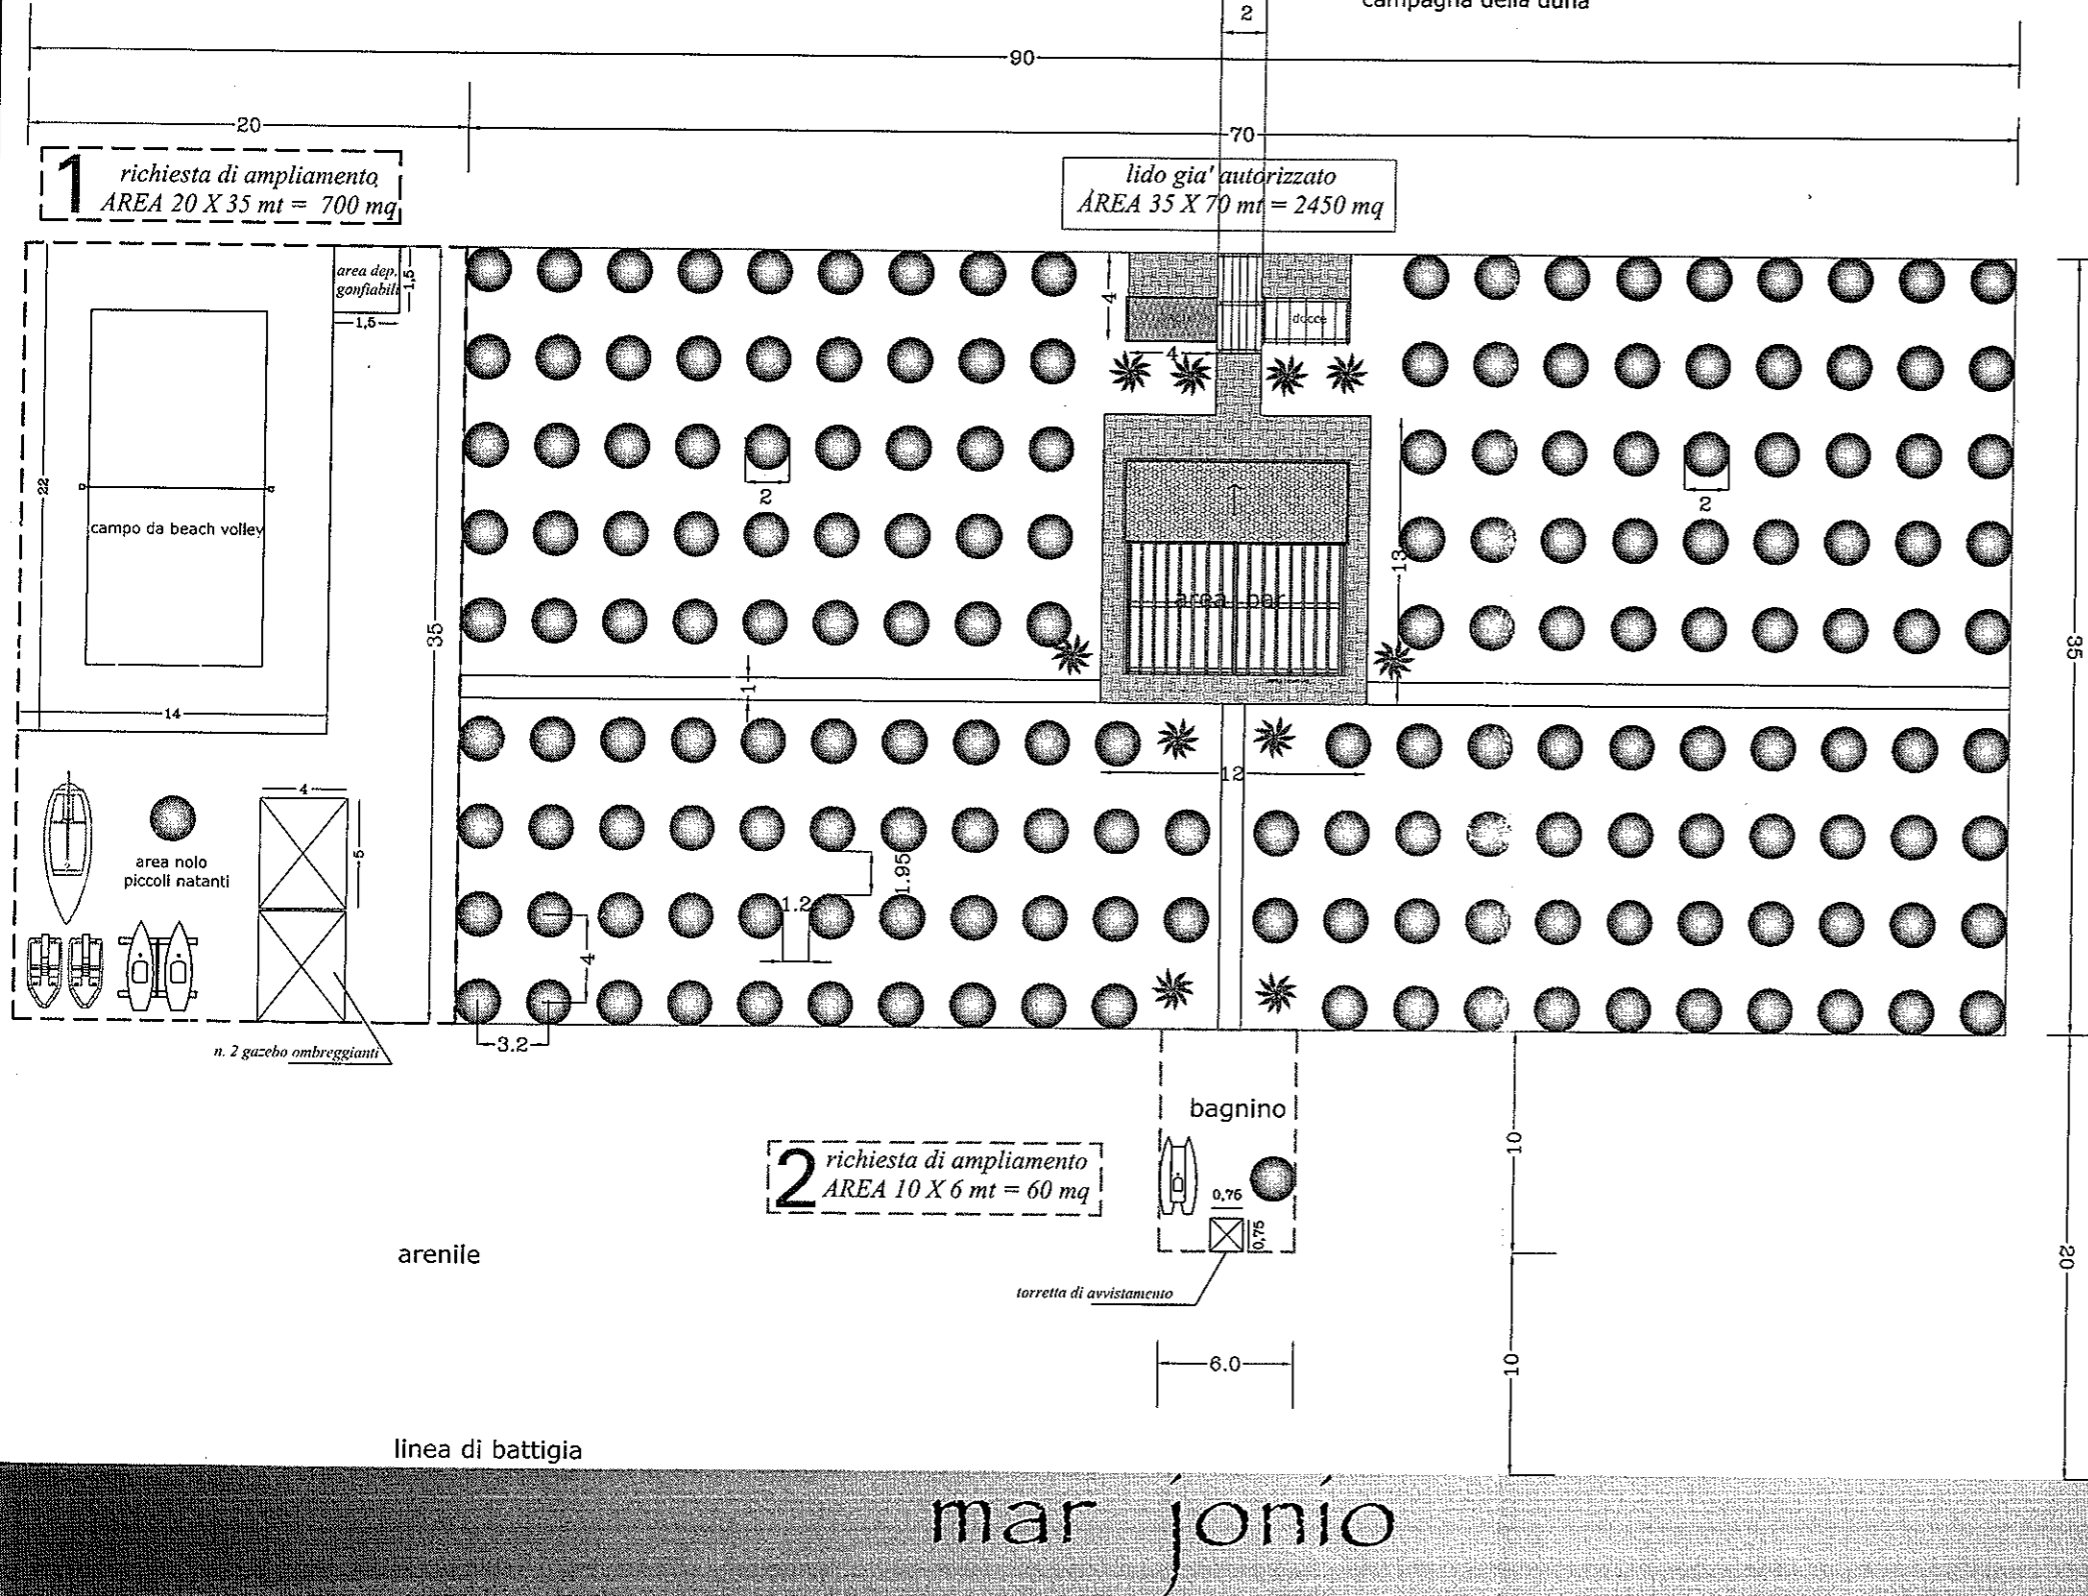 campagna della duna
2
90
20
70
1
richiesta di ampliamento
AREA 20 X 35 mt = 700 mq
lido gia' autorizzato
AREA 35 X 70 mt = 2450 mq
area dep.
gonfiabili
1,5
1,5
4
docce
4
22
campo da beach volley
2
2
13
area bar
35
35
1
14
12
4
5
area nolo
piccoli natanti
1.95
1.2
4
3.2
n. 2 gazebo ombreggianti
bagnino
2
richiesta di ampliamento
AREA 10 X 6 mt = 60 mq
0,75
0,75
10
arenile
20
torretta di avvistamento
6.0
10
linea di battigia
mar jonio